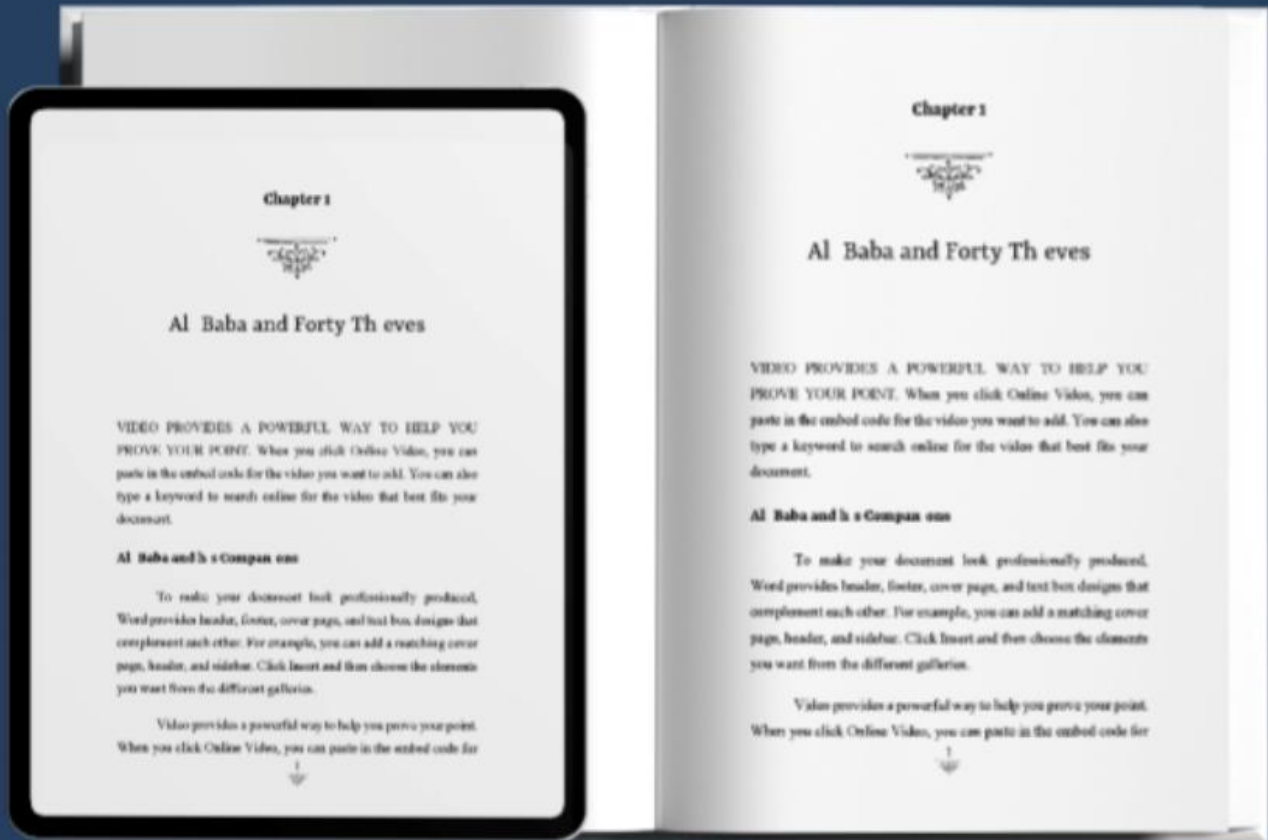 Chapter 1
Al Baba and Forty Th eves
VIDEO PROVIDES A POWERFUL WAY TO HELP YOU
PROVE YOUR POINT. When you click Online Video, you can
paste in the embed code for the video you want to add. You can also
type a keyword to search online for the video that best fits your
document.
Al Baba and h s Compan ons
To make your document look professionally produced,
Word provides header, footer, cover page, and text box designs that
complement each other. For example, you can add a matching cover
page, header, and sidebar. Click Insert and then choose the elements
you want from the different galleries.
Video provides a powerful way to help you prove your point.
When you click Online Video, you can paste in the embed code for
1
Chapter 1
Al Baba and Forty Th eves
VIDEO PROVIDES A POWERFUL WAY TO HELP YOU
PROVE YOUR POINT. When you click Online Video, you can
paste in the embed code for the video you want to add. You can also
type a keyword to search online for the video that best fits your
document.
Al Baba and h s Compan ons
To make your document look professionally produced,
Word provides header, footer, cover page, and text box designs that
complement each other. For example, you can add a matching cover
page, header, and sidebar. Click Insert and then choose the elements
you want from the different galleries.
Video provides a powerful way to help you prove your point.
When you click Online Video, you can paste in the embed code for
1